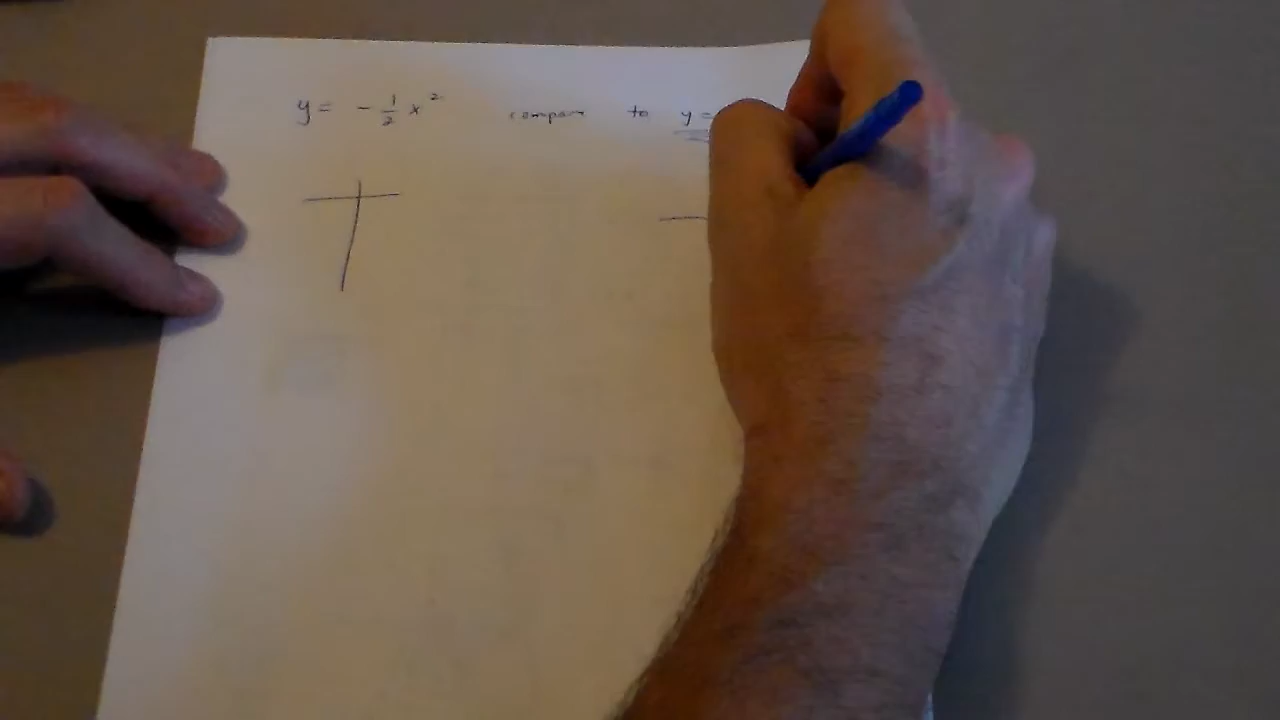 y = -1/2 x² compare to y =